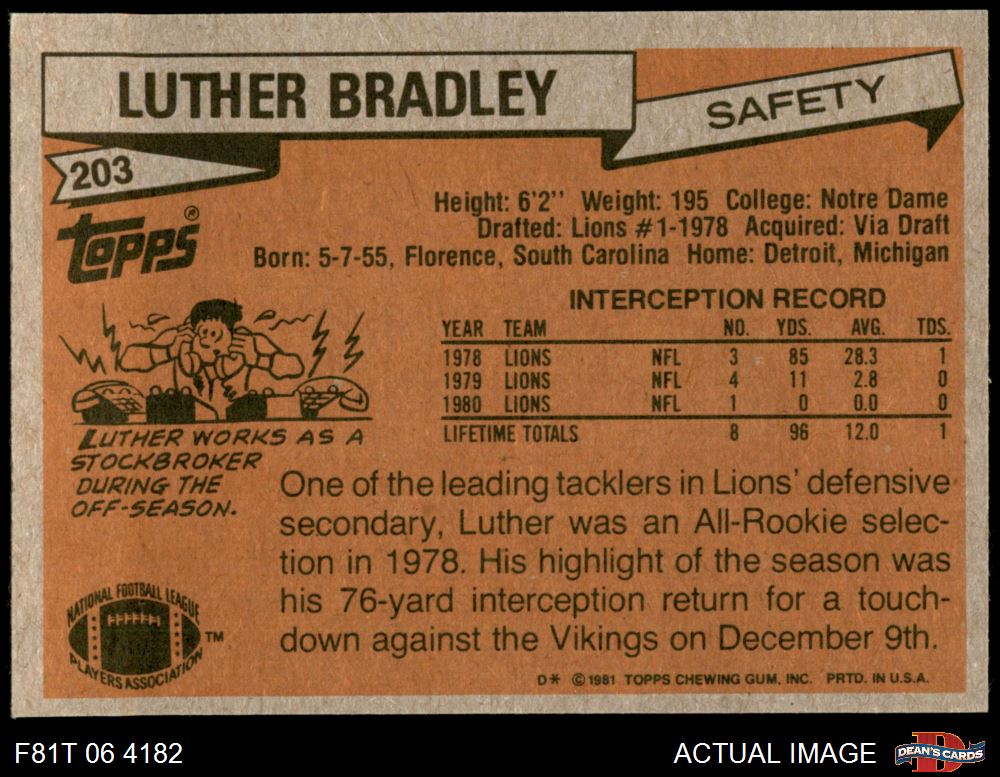 LUTHER BRADLEY
SAFETY
203
topps®
Height: 6'2'' Weight: 195 College: Notre Dame
Drafted: Lions #1-1978 Acquired: Via Draft
Born: 5-7-55, Florence, South Carolina Home: Detroit, Michigan
INTERCEPTION RECORD
YEAR TEAM NO. YDS. AVG. TDS.
1978 LIONS NFL 3 85 28.3 1
1979 LIONS NFL 4 11 2.8 0
1980 LIONS NFL 1 0 0.0 0
LIFETIME TOTALS 8 96 12.0 1
LUTHER WORKS AS A
STOCKBROKER
DURING THE
OFF-SEASON.
One of the leading tacklers in Lions' defensive
secondary, Luther was an All-Rookie selec-
tion in 1978. His highlight of the season was
his 76-yard interception return for a touch-
down against the Vikings on December 9th.
NATIONAL FOOTBALL LEAGUE
PLAYERS ASSOCIATION
TM
D* © 1981 TOPPS CHEWING GUM, INC. PRTD. IN U.S.A.
F81T 06 4182
ACTUAL IMAGE
D
DEAN'S CARDS